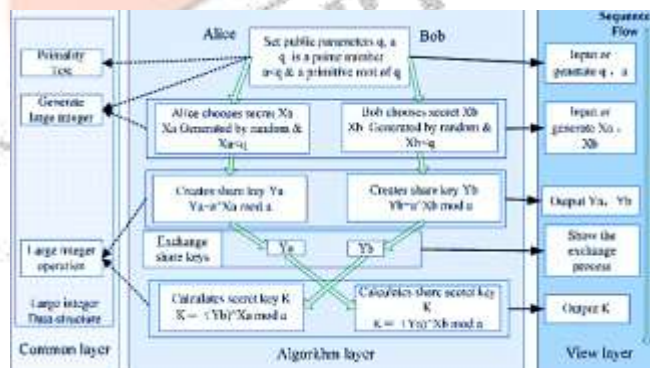 Sequence
Flow
Alice
Bob
Set public parameters q, a
q is a prime number
a<q & a primitive root of q
Primality
Test
Input or
generate q , a
Generate
large integer
Alice chooses secret Xa
Xa Generated by random &
Xa<q
Bob chooses secret Xb
Xb Generated by random &
Xb<q
Input or
generate Xa ,
Xb
Creates share key Ya
Ya=a^Xa mod a
Creates share key Yb
Yb=a^Xb mod a
Output Ya, Yb
Large integer
operation
Exchange
share keys
Ya
Yb
Show the
exchange
process
Large integer
Data structure
Calculates secret key K
K = (Yb)^Xa mod a
Calculates share secret key
K
K = (Ya)^Xb mod a
Output K
Common layer
Algorithm layer
View layer